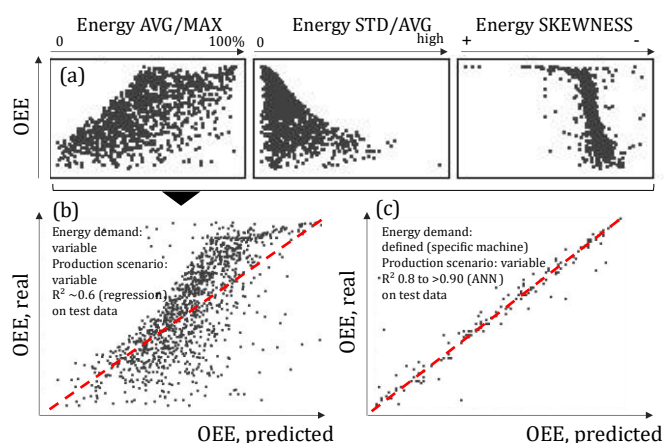 Energy AVG/MAX
Energy STD/AVG
Energy SKEWNESS
0
100%
0
high
+
-
(a)
OEE
(b)
Energy demand:
variable
Production scenario:
variable
R² ~0.6 (regression)
on test data
OEE, real
OEE, predicted
(c)
Energy demand:
defined (specific machine)
Production scenario: variable
R² 0.8 to >0.90 (ANN)
on test data
OEE, real
OEE, predicted